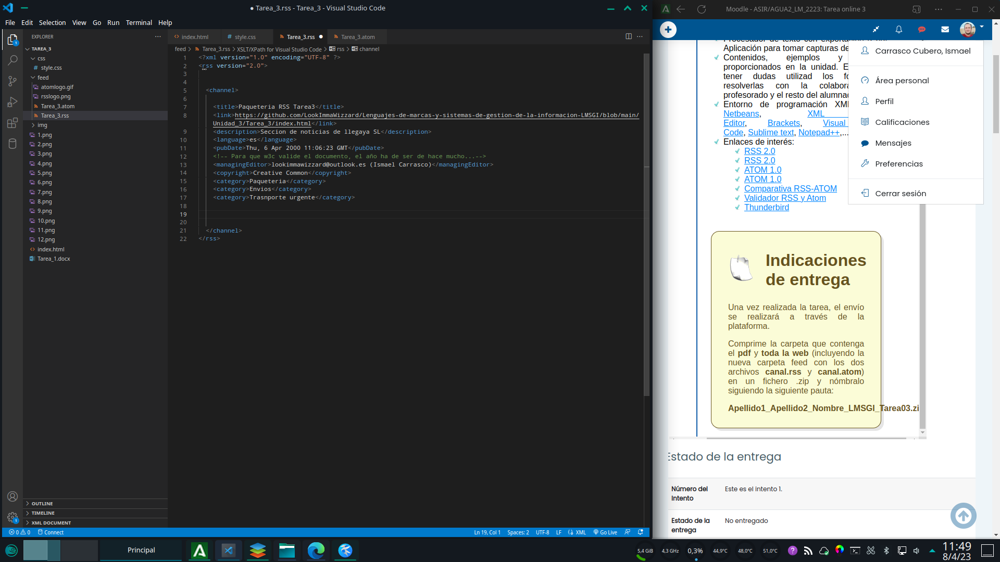 ● Tarea_3.rss - Tarea_3 - Visual Studio Code
File Edit Selection View Go Run Terminal Help
EXPLORER
TAREA_3
css
style.css
feed
atomlogo.gif
rsslogo.png
Tarea_3.atom
Tarea_3.rss
img
1.png
2.png
3.png
4.png
5.png
6.png
7.png
8.png
9.png
10.png
11.png
12.png
index.html
Tarea_1.docx
OUTLINE
TIMELINE
XML DOCUMENT
index.html
style.css
Tarea_3.rss ●
Tarea_3.atom
feed > Tarea_3.rss > XSLT/XPath for Visual Studio Code > rss > channel
1 <?xml version="1.0" encoding="UTF-8" ?>
2 <rss version="2.0">
3
4
5 <channel>
6
7 <title>Paqueteria RSS Tarea3</title>
8 <link>https://github.com/LookImmaWizzard/Lenguajes-de-marcas-y-sistemas-de-gestion-de-la-informacion-LMSGI/blob/main/
Unidad_3/Tarea_3/index.html</link>
9 <description>Seccion de noticias de llegaya SL</description>
10 <language>es</language>
11 <pubDate>Thu, 6 Apr 2000 11:06:23 GMT</pubDate>
12 <!-- Para que w3c valide el documento, el año ha de ser de hace mucho...-->
13 <managingEditor>lookimmawizzard@outlook.es (Ismael Carrasco)</managingEditor>
14 <copyright>Creative Common</copyright>
15 <category>Paqueteria</category>
16 <category>Envios</category>
17 <category>Trasnporte urgente</category>
18
19
20
21 </channel>
22 </rss>
0 0 Connect
Ln 19, Col 1 Spaces: 2 UTF-8 LF XML Go Live
Moodle - ASIR/AGUA2_LM_2223: Tarea online 3
Aplicación para tomar capturas de
Contenidos, ejemplos y
proporcionados en la unidad. E
tener dudas utilizad los fo
resolverlas con la colabora
profesorado y el resto del alumna
Entorno de programación XML
Netbeans, XML
Editor, Brackets, Visual
Code, Sublime text, Notepad++,...
Enlaces de interés:
RSS 2.0
RSS 2.0
ATOM 1.0
ATOM 1.0
Comparativa RSS-ATOM
Validador RSS y Atom
Thunderbird
Carrasco Cubero, Ismael
Área personal
Perfil
Calificaciones
Mensajes
Preferencias
Cerrar sesión
Indicaciones
de entrega
Una vez realizada la tarea, el envío
se realizará a través de la
plataforma.
Comprime la carpeta que contenga
el pdf y toda la web (incluyendo la
nueva carpeta feed con los dos
archivos canal.rss y canal.atom)
en un fichero .zip y nómbralo
siguiendo la siguiente pauta:
Apellido1_Apellido2_Nombre_LMSGI_Tarea03.zi
Estado de la entrega
Número del
intento
Este es el intento 1.
Estado de la
entrega
No entregado
Principal
5,4 GiB 4,3 GHz 0,3% 44,9°C 48,0°C 51,0°C
11:49
8/4/23